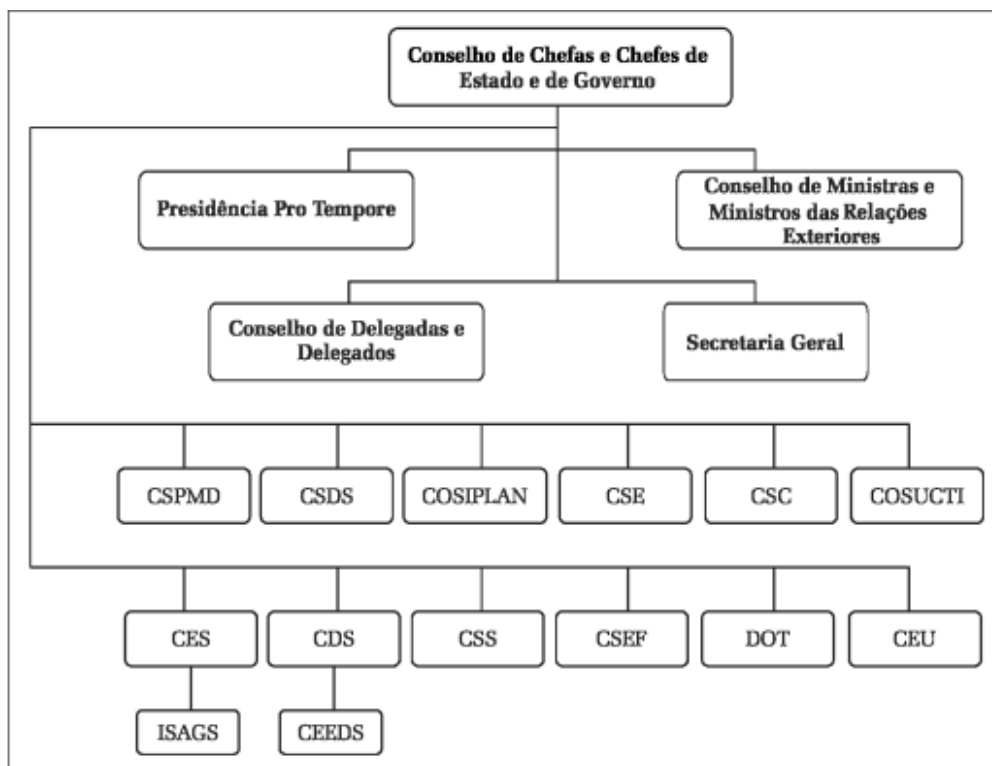 Conselho de Chefas e Chefes de
Estado e de Governo
Presidência Pro Tempore
Conselho de Ministras e
Ministros das Relações
Exteriores
Conselho de Delegadas e
Delegados
Secretaria Geral
CSPMD
CSDS
COSIPLAN
CSE
CSC
COSUCTI
CES
CDS
CSS
CSEF
DOT
CEU
ISAGS
CEEDS